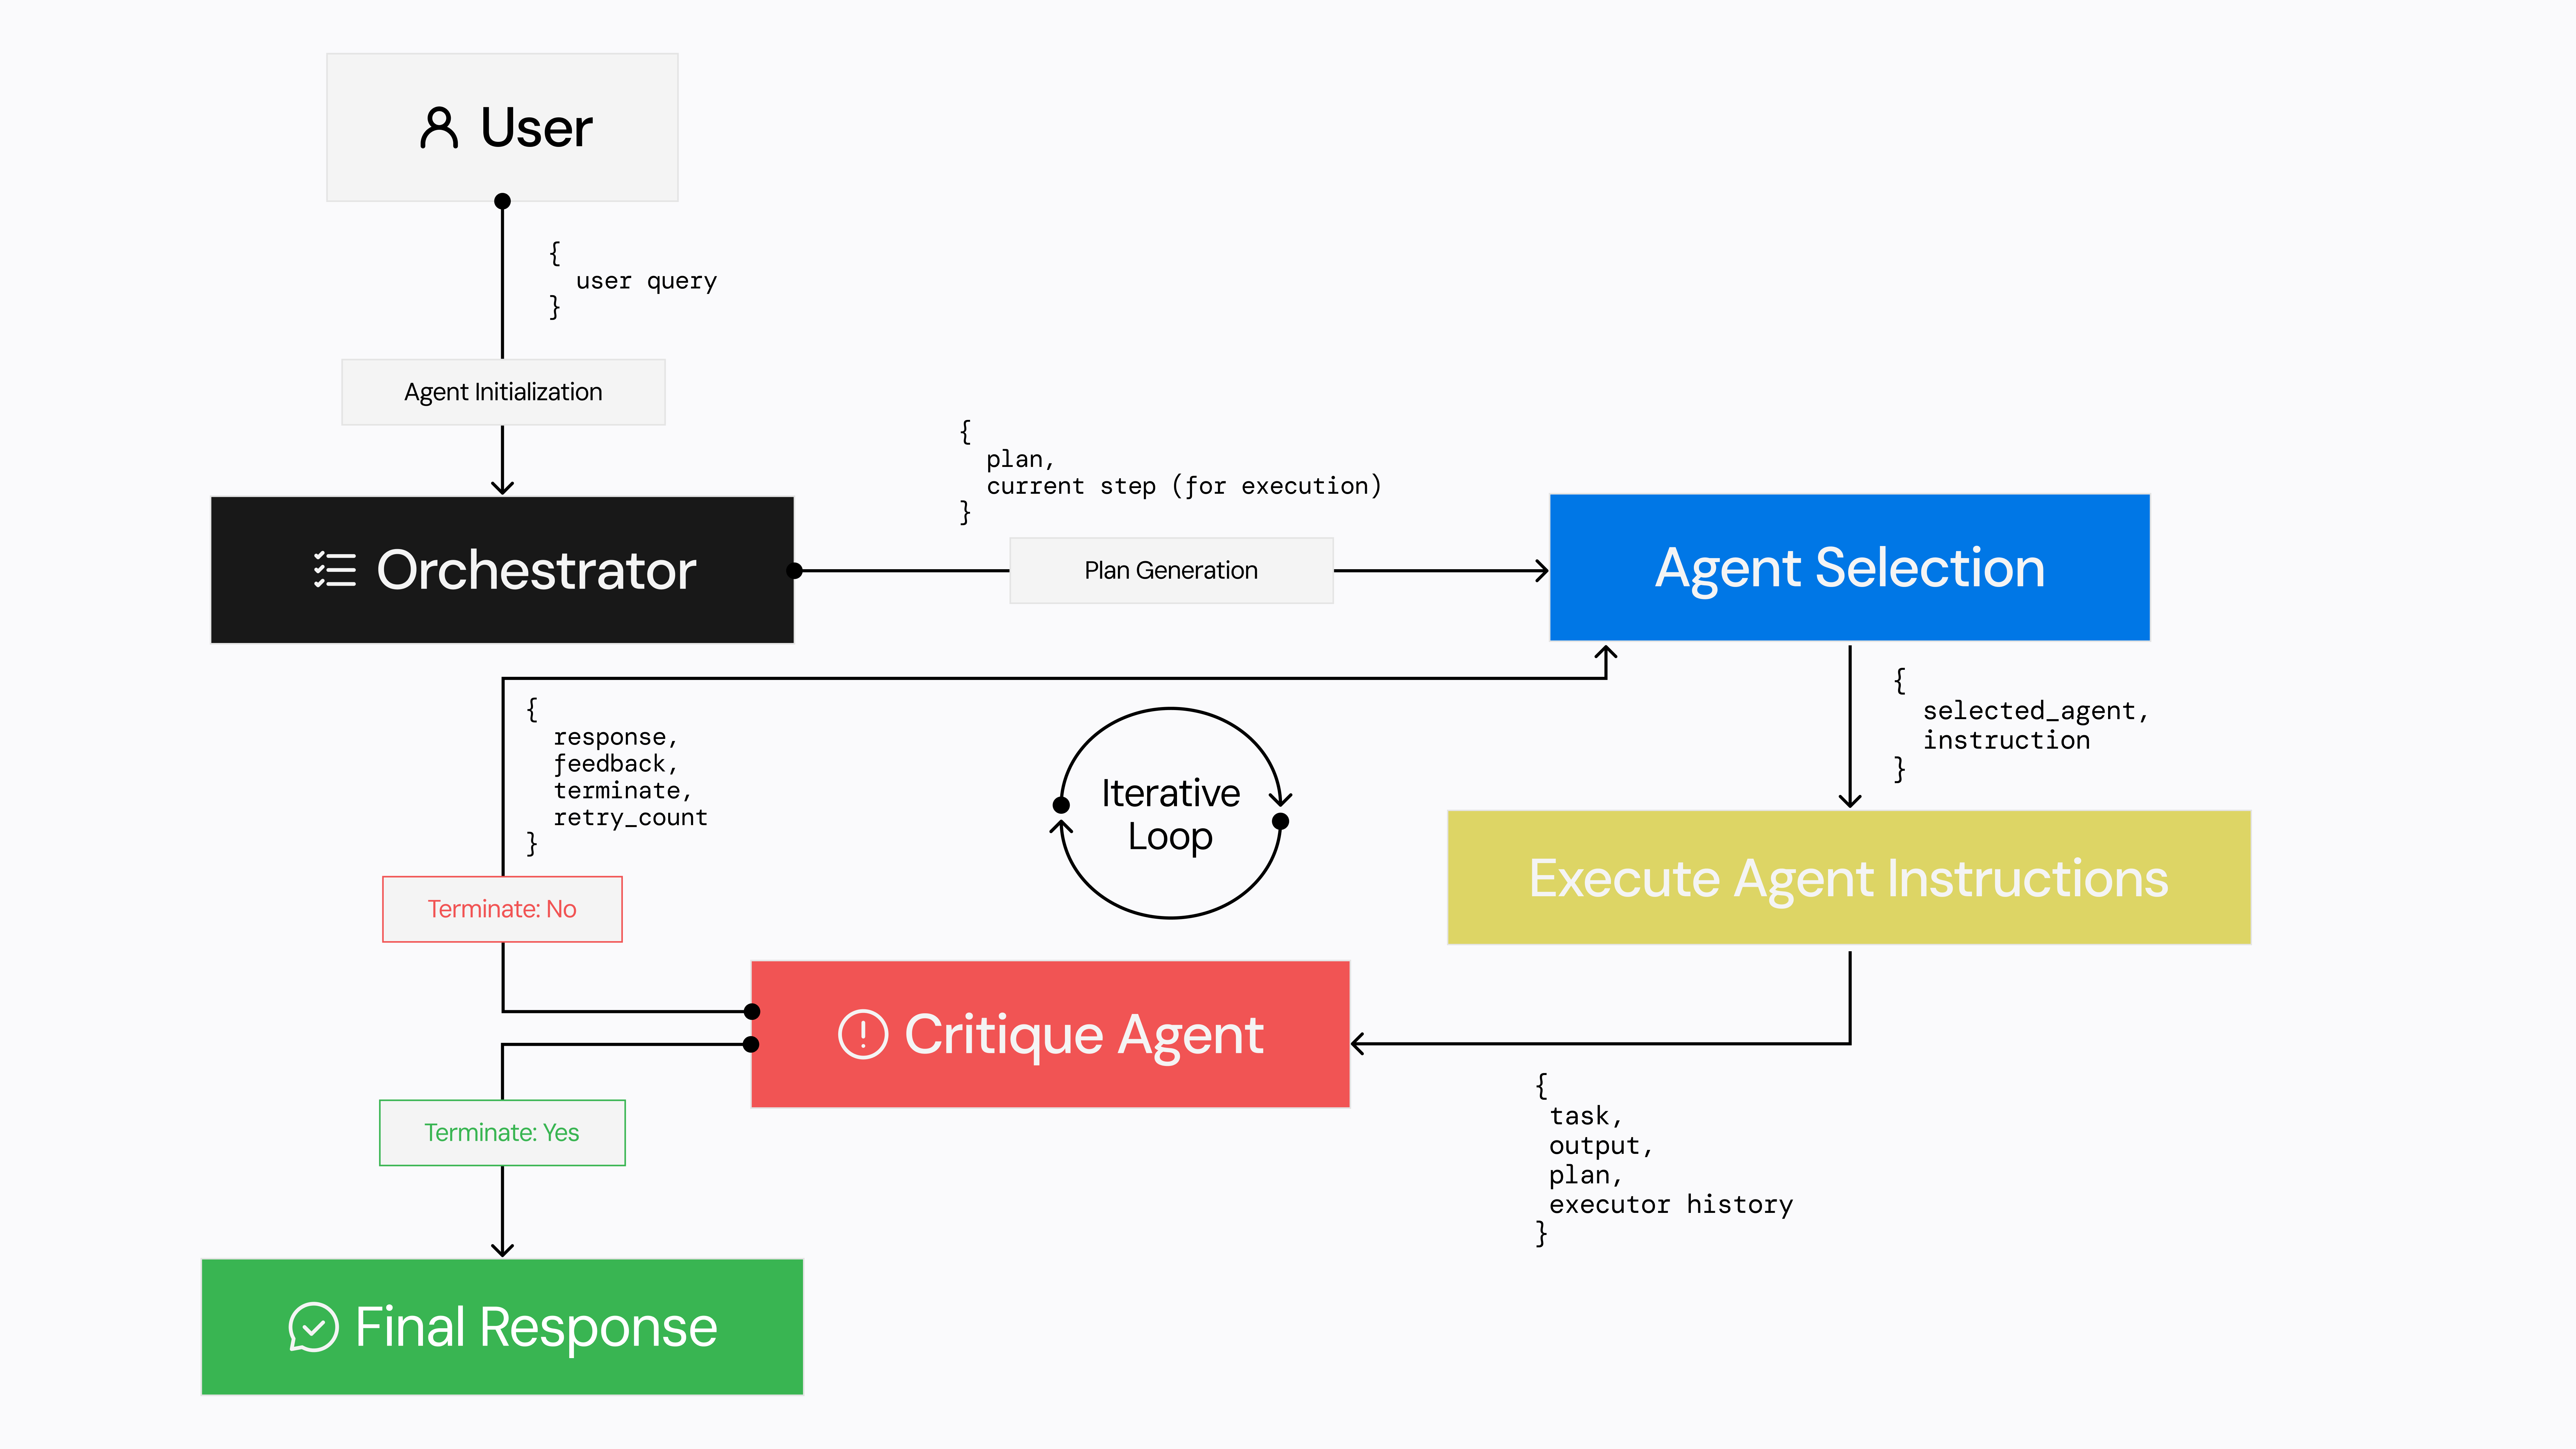 User
{
user query
}
Agent Initialization
{
plan,
current step (for execution)
}
Orchestrator
Plan Generation
Agent Selection
{
selected_agent,
instruction
}
{
response,
feedback,
terminate,
retry_count
}
Iterative
Loop
Execute Agent Instructions
Terminate: No
Critique Agent
{
task,
output,
plan,
executor history
}
Terminate: Yes
Final Response